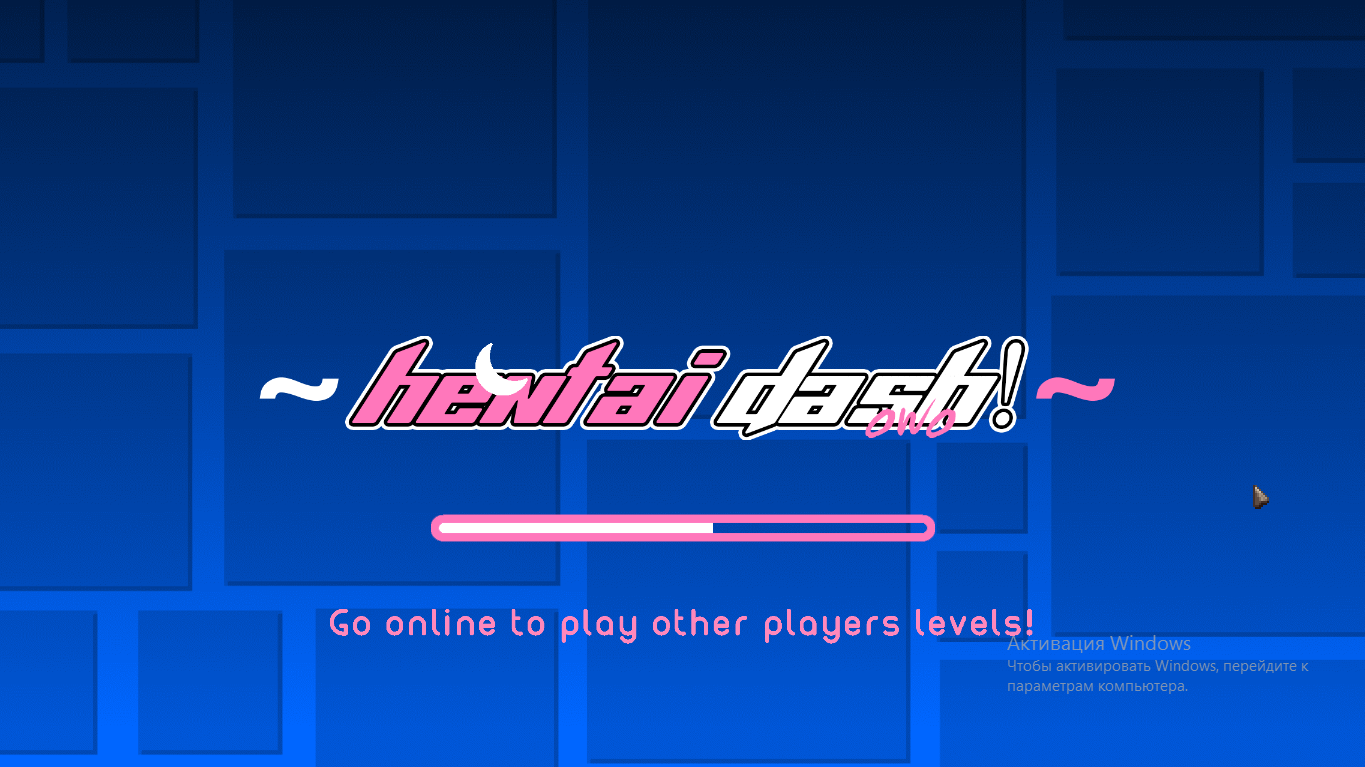 ~hentai dash!~
owo
Go online to play other players levels!
Активация Windows
Чтобы активировать Windows, перейдите к
параметрам компьютера.